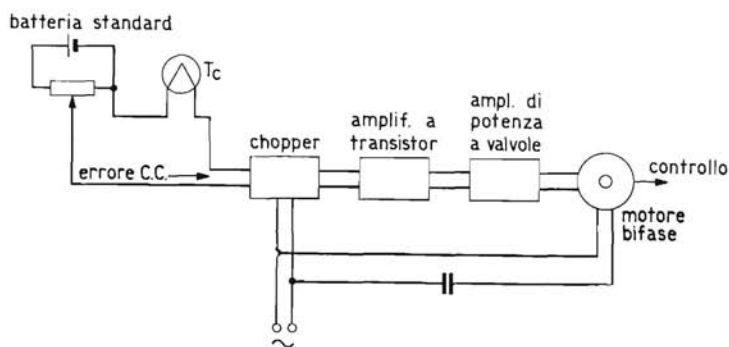 batteria standard
Tc
chopper
amplif. a
transistor
ampl. di
potenza
a valvole
errore C.C.
controllo
motore
bifase
~